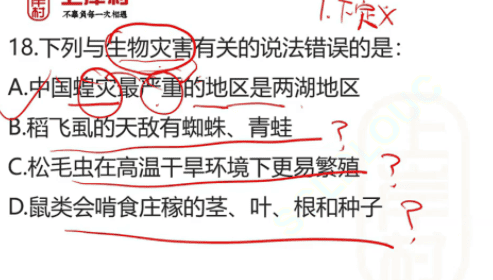 不负每一次相遇
1.下定义
18.下列与生物灾害有关的说法错误的是：
A.中国蝗灾最严重的地区是两湖地区
B.稻飞虱的天敌有蜘蛛、青蛙
？
C.松毛虫在高温干旱环境下更易繁殖
？
D.鼠类会啃食庄稼的茎、叶、根和种子
？